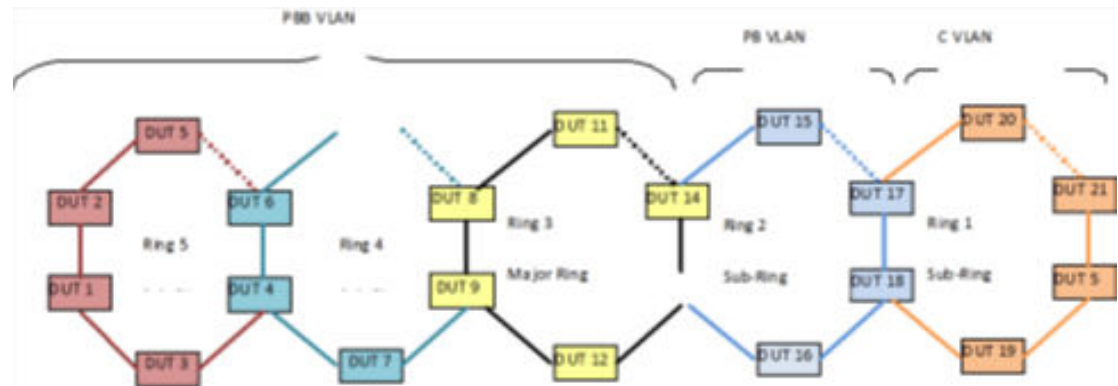 PBB VLAN
PB VLAN
C VLAN
DUT 5
DUT 11
DUT 15
DUT 20
DUT 2
DUT 6
DUT 8
DUT 14
DUT 17
DUT 21
Ring 5
Ring 4
Ring 3
Ring 2
Ring 1
Major Ring
Sub-Ring
Sub-Ring
DUT 1
DUT 4
DUT 9
DUT 18
DUT 5
DUT 3
DUT 7
DUT 12
DUT 16
DUT 19